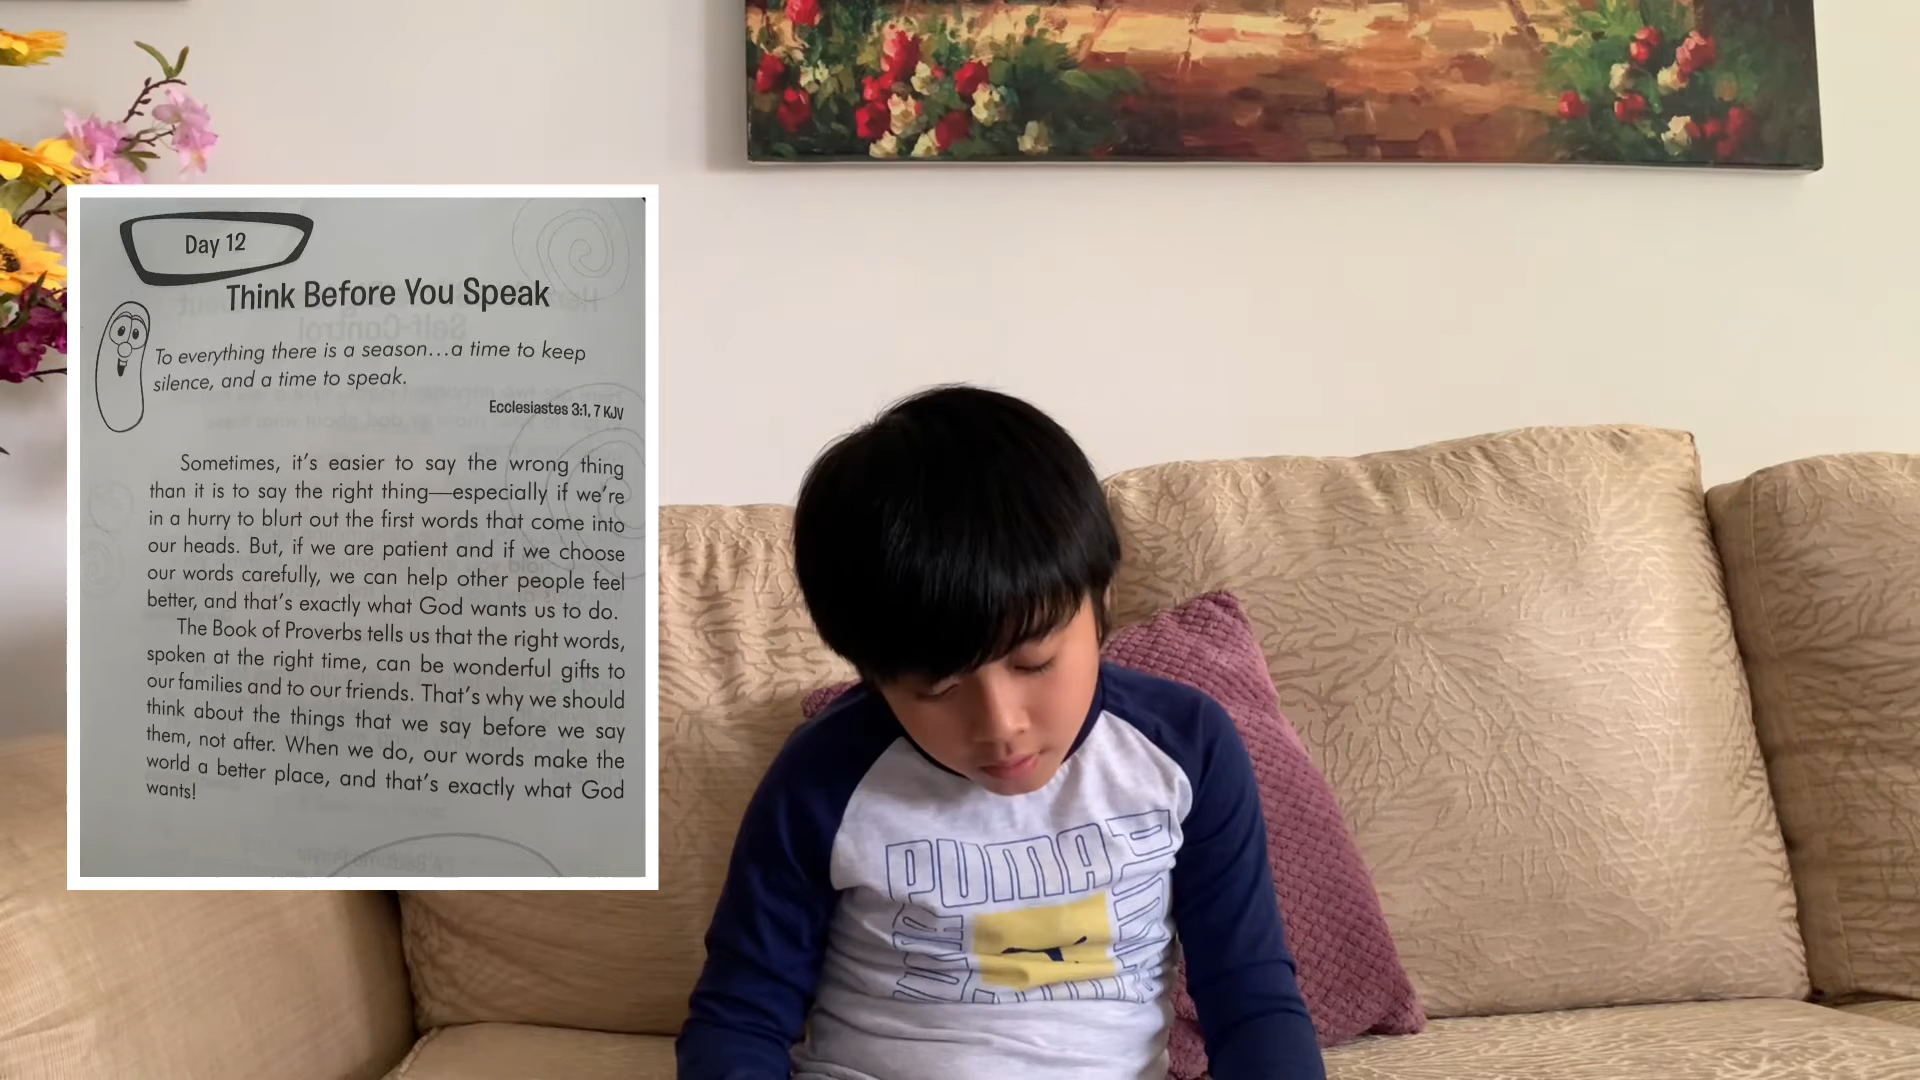 Day 12
Think Before You Speak
To everything there is a season...a time to keep
silence, and a time to speak.
Ecclesiastes 3:1, 7 KJV
Sometimes, it's easier to say the wrong thing
than it is to say the right thing—especially if we're
in a hurry to blurt out the first words that come into
our heads. But, if we are patient and if we choose
our words carefully, we can help other people feel
better, and that's exactly what God wants us to do.
The Book of Proverbs tells us that the right words,
spoken at the right time, can be wonderful gifts to
our families and to our friends. That's why we should
think about the things that we say before we say
them, not after. When we do, our words make the
world a better place, and that's exactly what God
wants!
PUMA